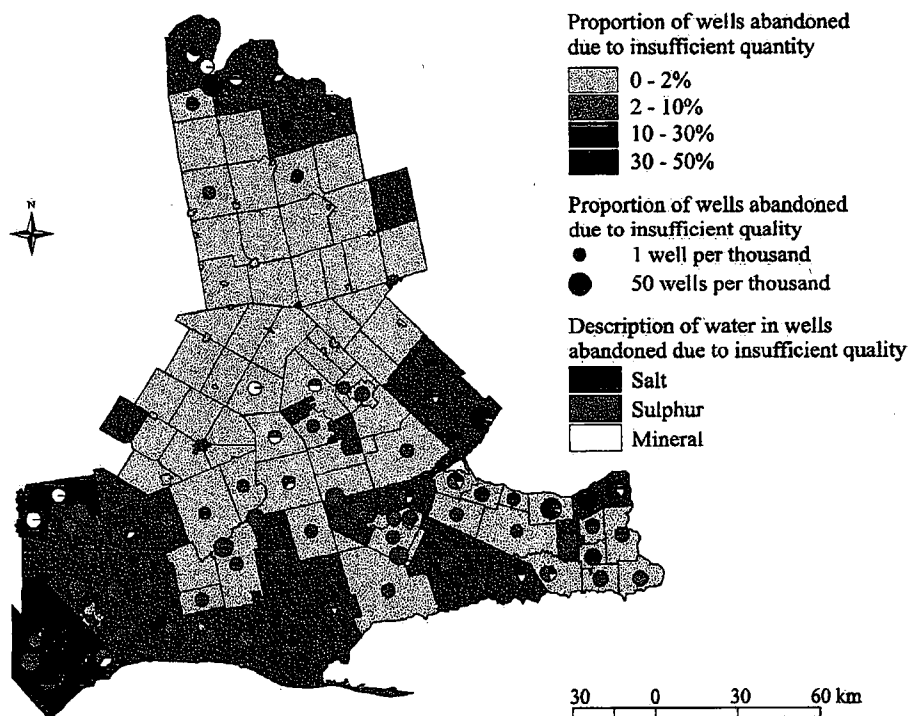 Proportion of wells abandoned
due to insufficient quantity
0 - 2%
2 - 10%
10 - 30%
30 - 50%
N
Proportion of wells abandoned
due to insufficient quality
1 well per thousand
50 wells per thousand
Description of water in wells
abandoned due to insufficient quality
Salt
Sulphur
Mineral
30 0 30 60 km